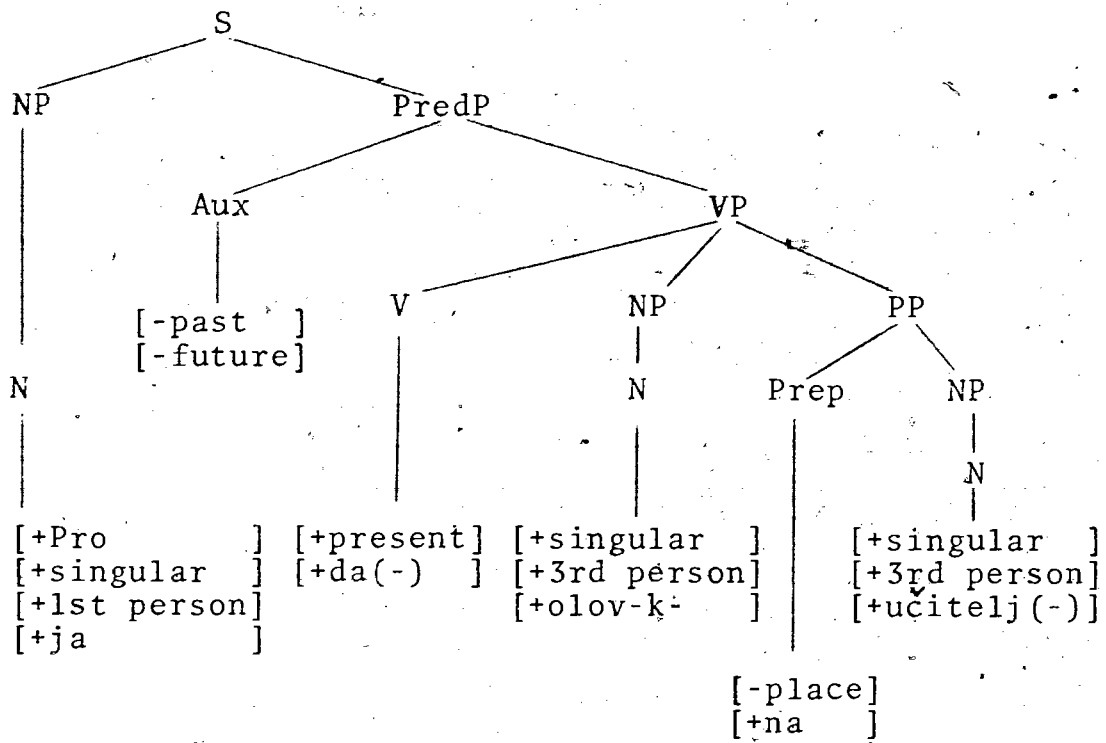 S
NP PredP
Aux VP
V NP PP
[-past ]
[-future]
N N Prep NP
N
[+Pro ] [+present] [+singular ] [+singular ]
[+singular ] [+da(-) ] [+3rd person] [+3rd person]
[+1st person] [+olov-k- ] [+učitelj(-)]
[+ja ]
[-place]
[+na ]